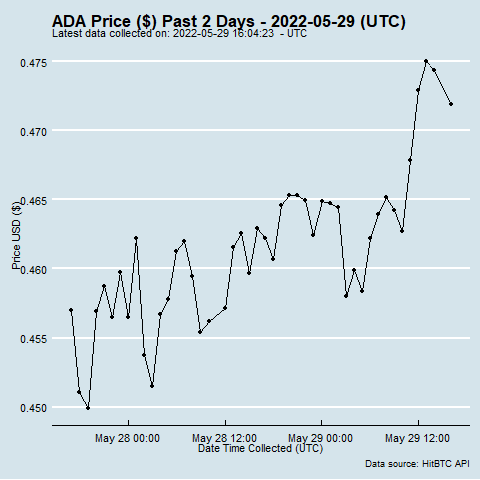 ADA Price ($) Past 2 Days - 2022-05-29 (UTC)
Latest data collected on: 2022-05-29 16:04:23 - UTC
0.475
0.470
0.465
0.460
0.455
0.450
Price USD ($)
May 28 00:00 May 28 12:00 May 29 00:00 May 29 12:00
Date Time Collected (UTC)
Data source: HitBTC API